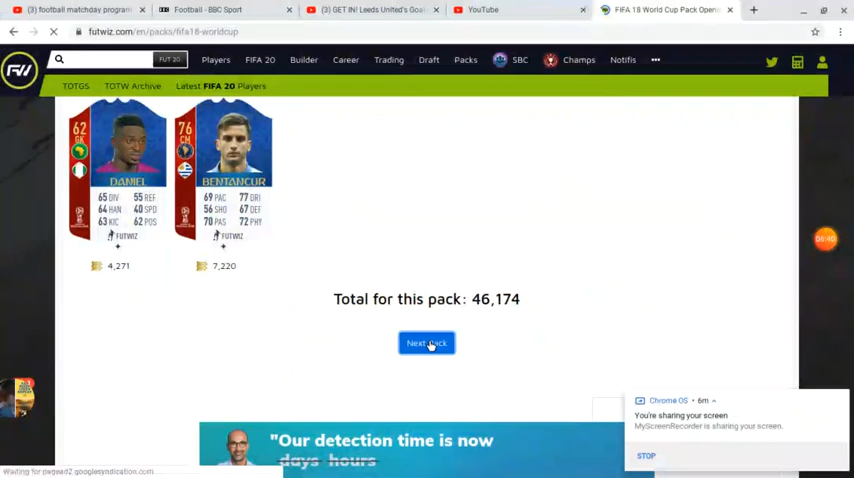 (3) football matchday program
Football - BBC Sport
(3) GET IN! Leeds United's Goal
YouTube
FIFA 18 World Cup Pack Open
futwiz.com/en/packs/fifa18-worldcup
FW
FUT 20
Players
FIFA 20
Builder
Career
Trading
Draft
Packs
SBC
Champs
Notifis
TOTGS
TOTW Archive
Latest FIFA 20 Players
62
GK
DANIEL
65 DIV 55 REF
64 HAN 40 SPD
63 KIC 62 POS
FUTWIZ
4,271
76
CM
BENTANCUR
69 PAC 77 DRI
56 SHO 67 DEF
70 PAS 72 PHY
FUTWIZ
7,220
08:40
Total for this pack: 46,174
Next Pack
Chrome OS • 6m
You're sharing your screen
MyScreenRecorder is sharing your screen.
STOP
"Our detection time is now
days hours
Waiting for pagead2.googlesyndication.com...